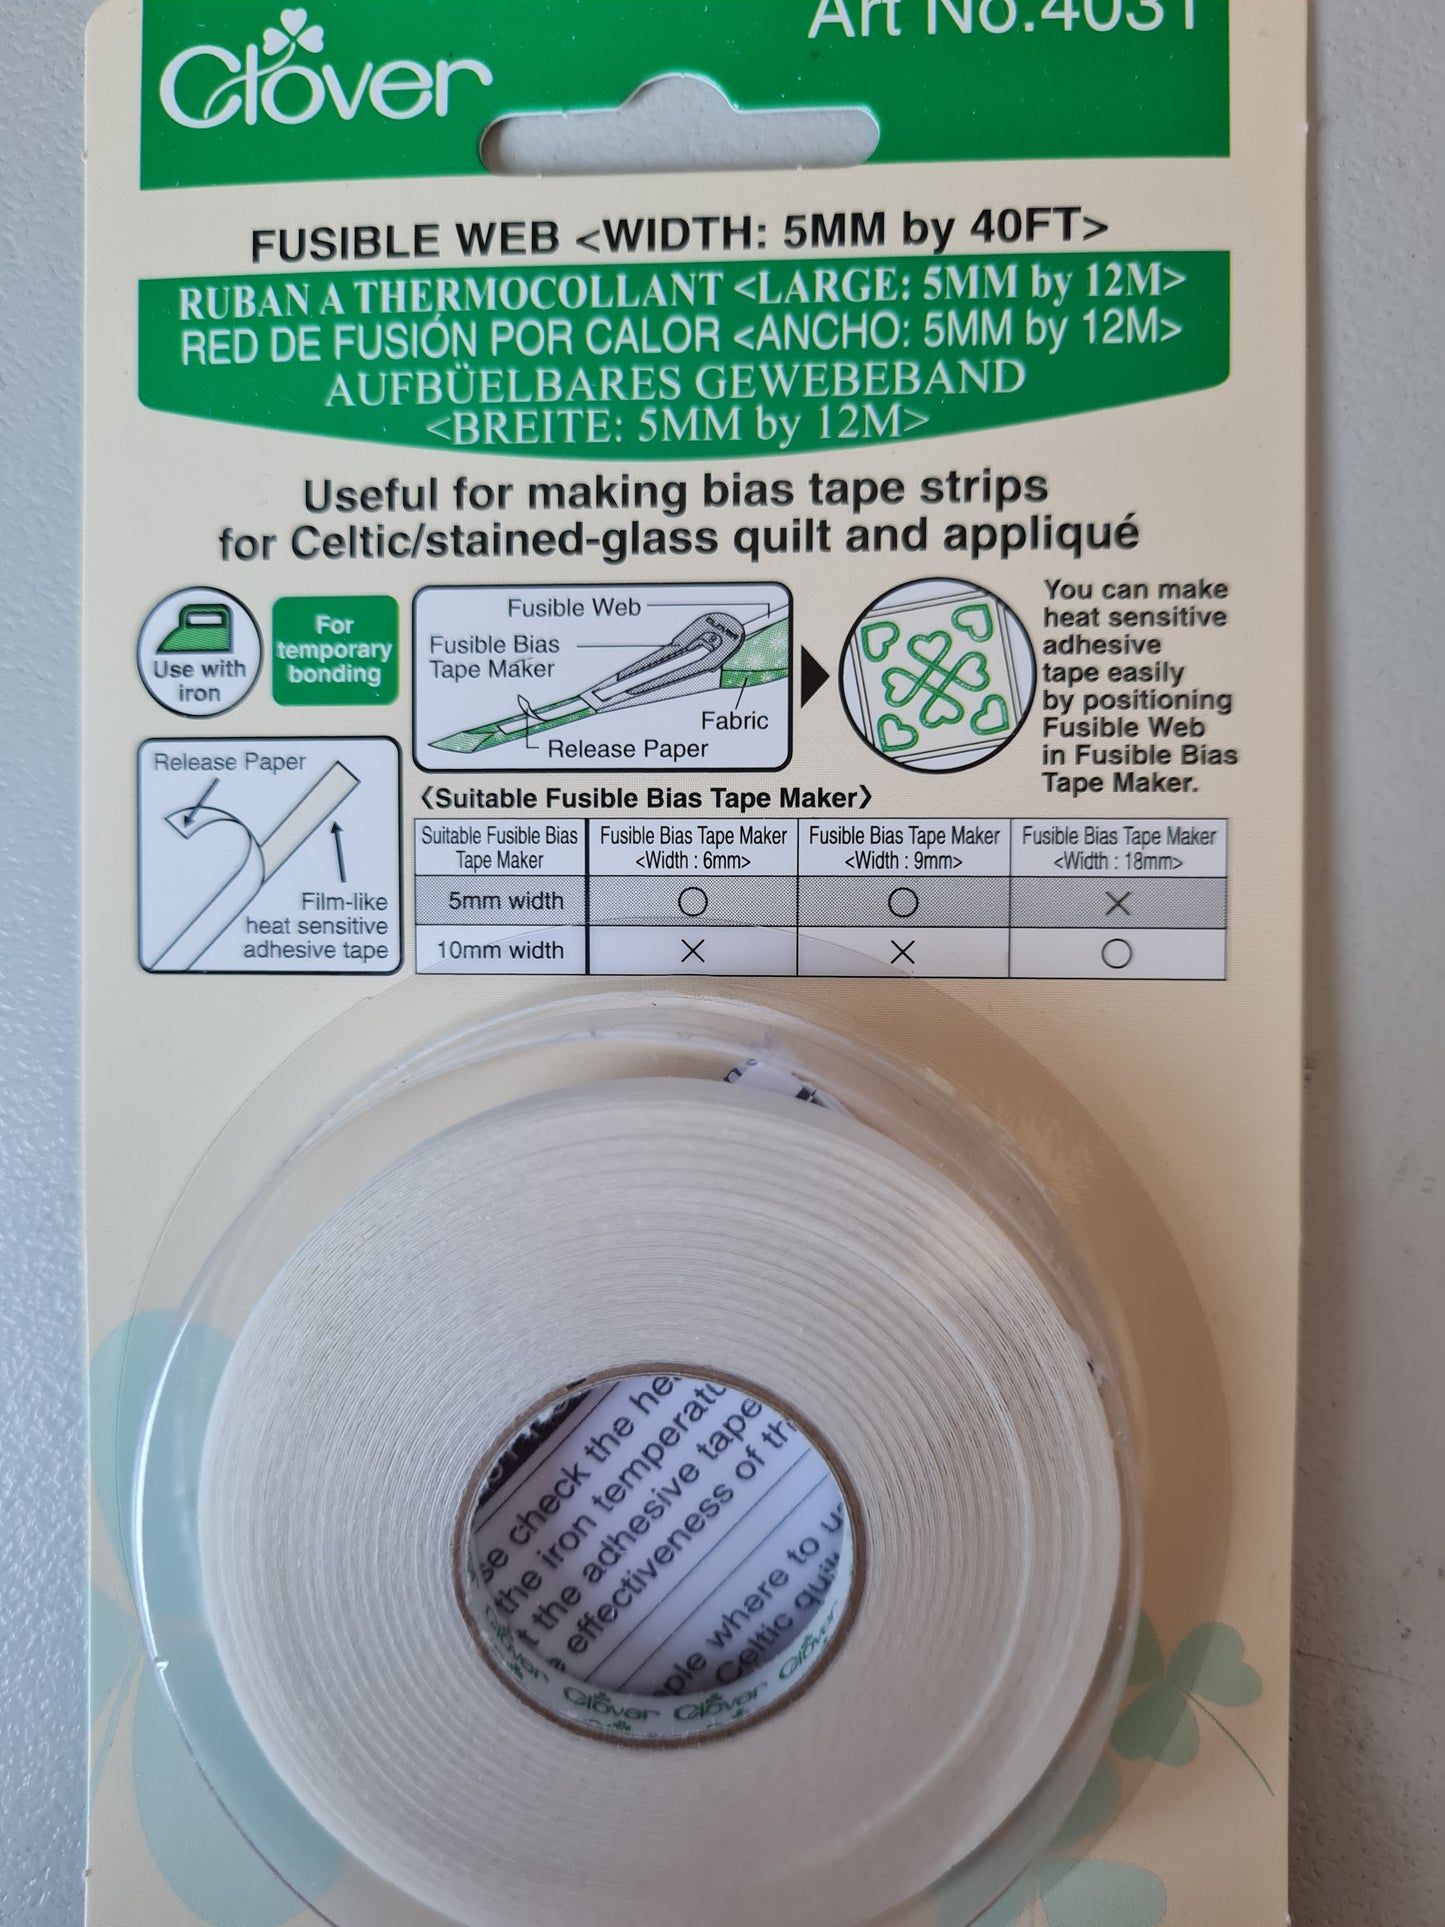 Clover
Art No.4031
FUSIBLE WEB <WIDTH: 5MM by 40FT>
RUBAN A THERMOCOLLANT <LARGE: 5MM by 12M>
RED DE FUSIÓN POR CALOR <ANCHO: 5MM by 12M>
AUFBÜELBARES GEWEBEBAND
<BREITE: 5MM by 12M>
Useful for making bias tape strips
for Celtic/stained-glass quilt and appliqué
Use with
iron
For
temporary
bonding
Fusible Web
Fusible Bias
Tape Maker
Fabric
Release Paper
You can make
heat sensitive
adhesive
tape easily
by positioning
Fusible Web
in Fusible Bias
Tape Maker.
Release Paper
Film-like
heat sensitive
adhesive tape
〈Suitable Fusible Bias Tape Maker〉
Suitable Fusible Bias Tape Maker
Fusible Bias Tape Maker <Width : 6mm>
Fusible Bias Tape Maker <Width : 9mm>
Fusible Bias Tape Maker <Width : 18mm>
5mm width ○ ○ ×
10mm width × × ○
check the
the iron
the adhesive tape
effectiveness of
where to
Celtic
Clover Clover Clover Clover